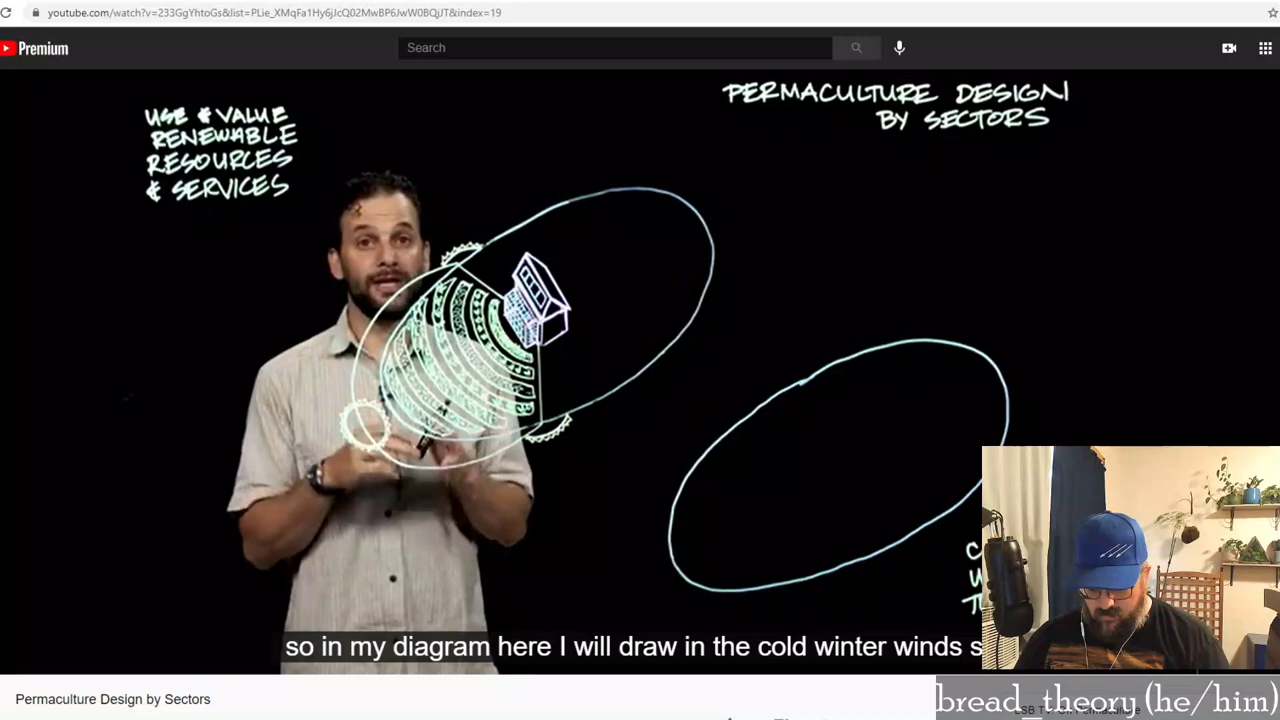 youtube.com/watch?v=233GgYhtoGs&list=PLie_XMqFa1Hy6jJcQ02MwBP6JwW0BQjJT&index=19
Premium
Search
USE & VALUE
RENEWABLE
RESOURCES
& SERVICES
PERMACULTURE DESIGN
BY SECTORS
so in my diagram here I will draw in the cold winter winds s
Permaculture Design by Sectors
bread_theory (he/him)